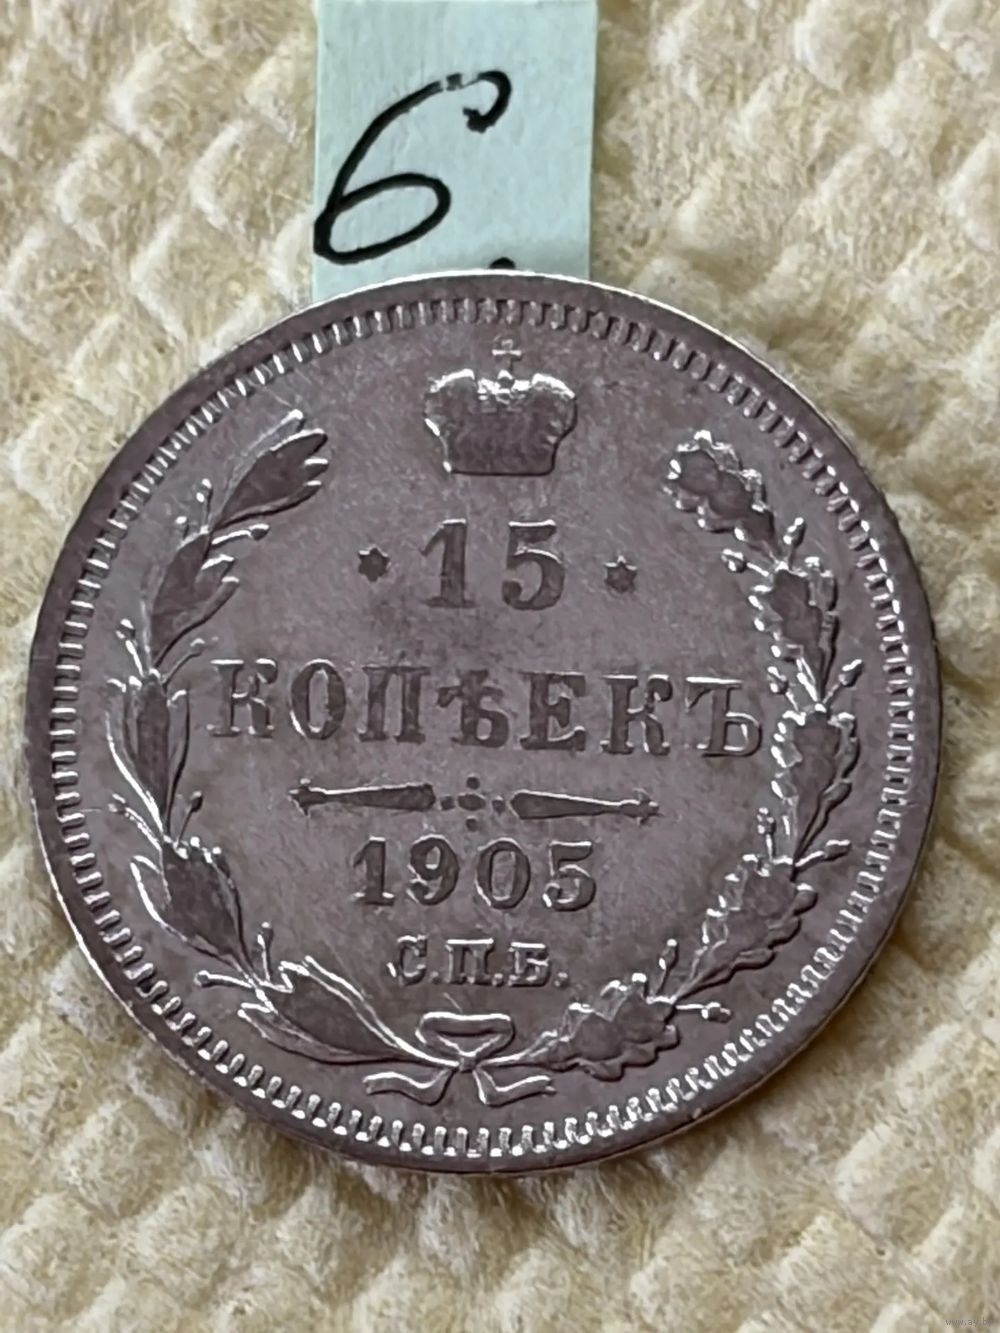 6.
· 15 ·
КОПѢЕКЪ
1905
С.П.Б.